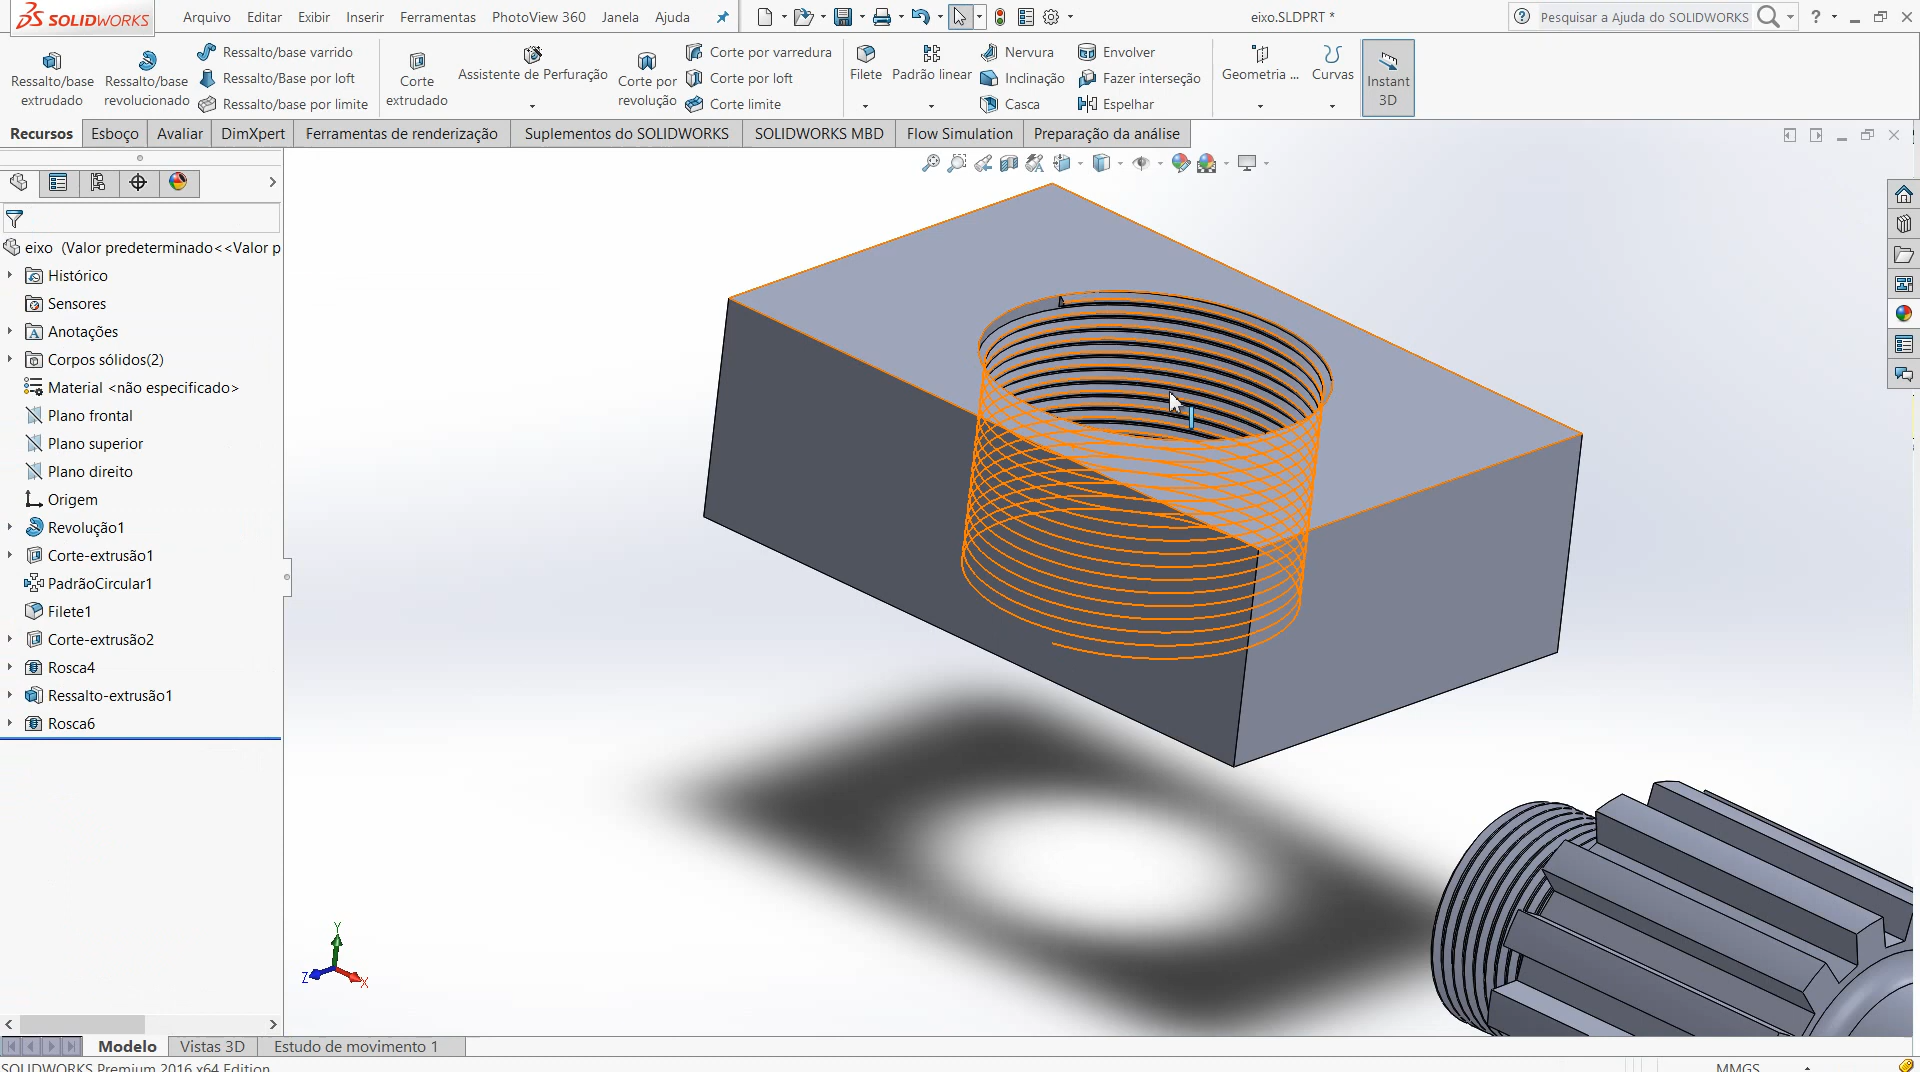 SOLIDWORKS Arquivo Editar Exibir Inserir Ferramentas PhotoView 360 Janela Ajuda eixo.SLDPRT * Pesquisar a Ajuda do SOLIDWORKS ?
Ressalto/base extrudado
Ressalto/base revolucionado
Ressalto/base varrido
Ressalto/Base por loft
Ressalto/base por limite
Corte extrudado
Assistente de Perfuração
Corte por revolução
Corte por varredura
Corte por loft
Corte limite
Filete
Padrão linear
Nervura
Inclinação
Casca
Envolver
Fazer interseção
Espelhar
Geometria ...
Curvas
Instant 3D
Recursos Esboço Avaliar DimXpert Ferramentas de renderização Suplementos do SOLIDWORKS SOLIDWORKS MBD Flow Simulation Preparação da análise
eixo (Valor predeterminado<<Valor p
Histórico
Sensores
Anotações
Corpos sólidos(2)
Material <não especificado>
Plano frontal
Plano superior
Plano direito
Origem
Revolução1
Corte-extrusão1
PadrãoCircular1
Filete1
Corte-extrusão2
Rosca4
Ressalto-extrusão1
Rosca6
Y
Z X
Modelo Vistas 3D Estudo de movimento 1
SOLIDWORKS Premium 2016 x64 Edition MMGS